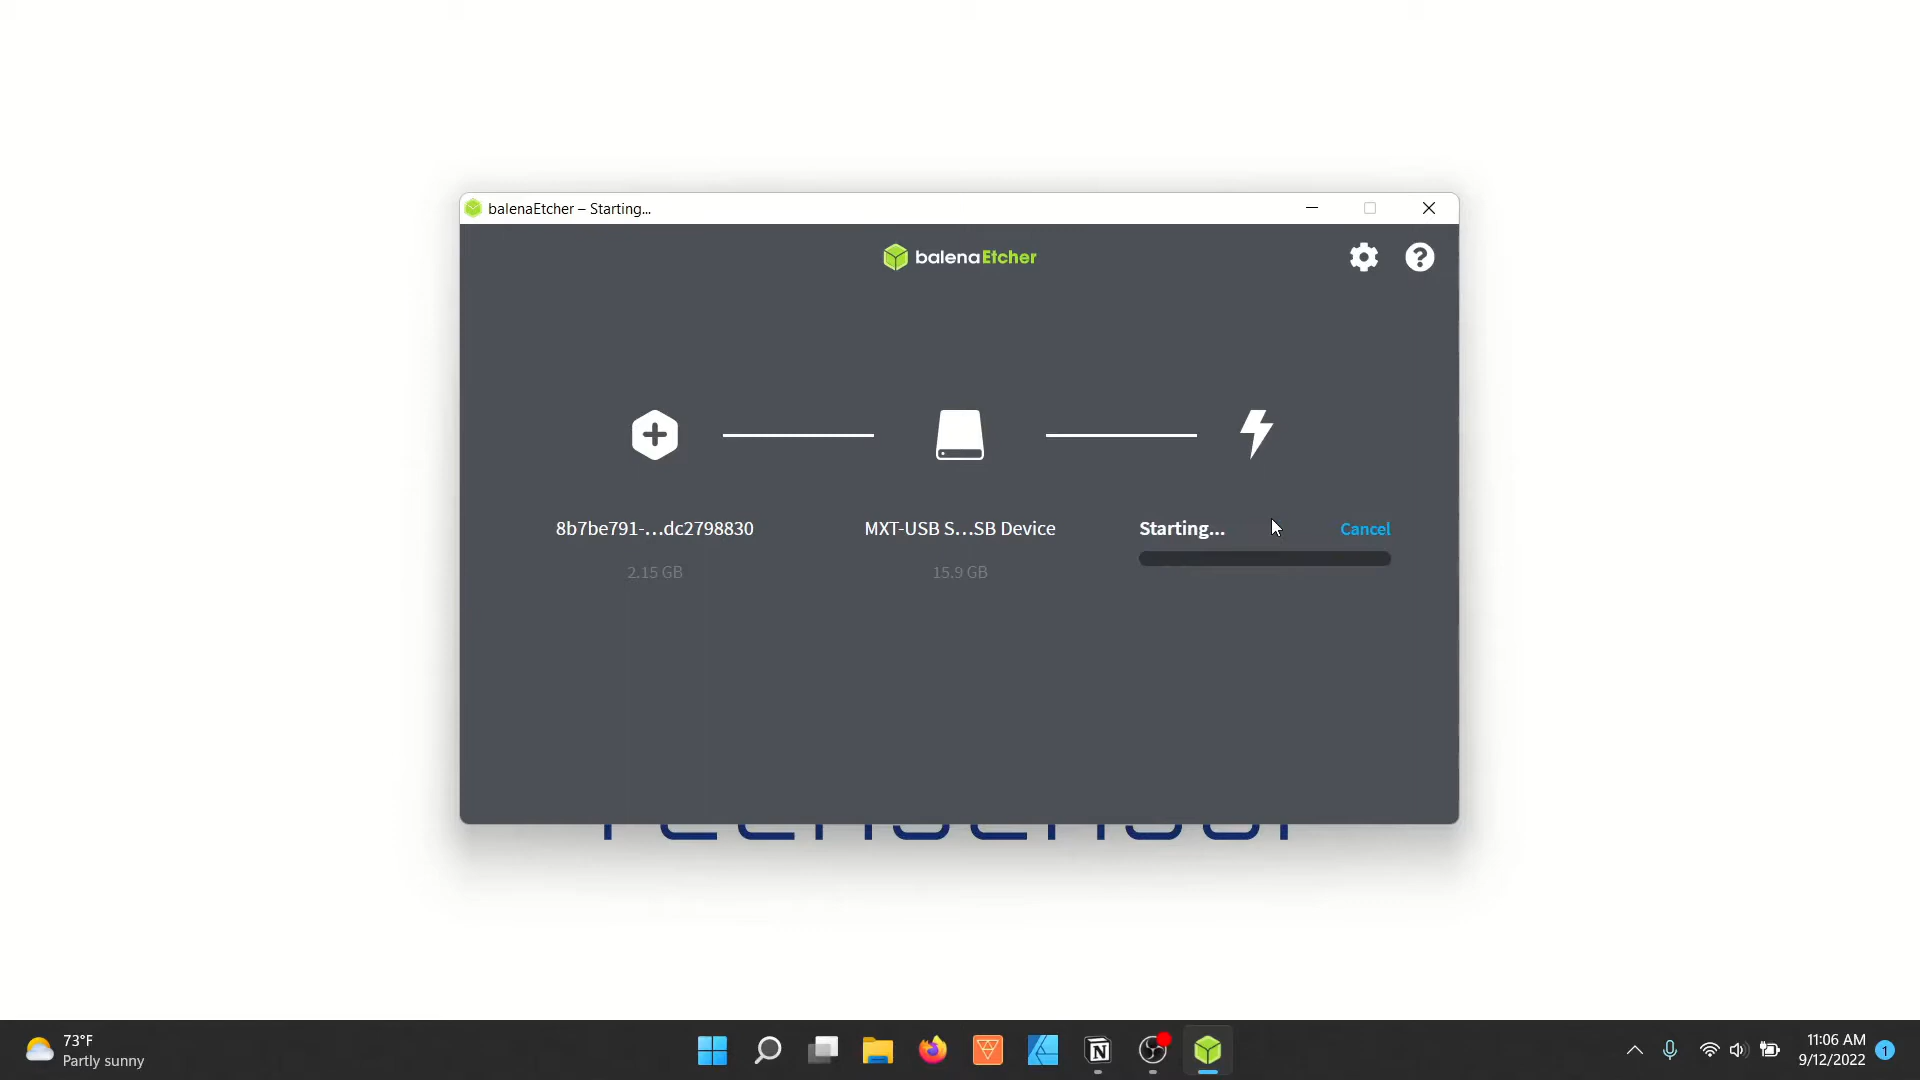 balenaEtcher – Starting...
balenaEtcher
8b7be791-...dc2798830
MXT-USB S...SB Device
Starting...
Cancel
2.15 GB
15.9 GB
73°F
Partly sunny
11:06 AM
9/12/2022
1